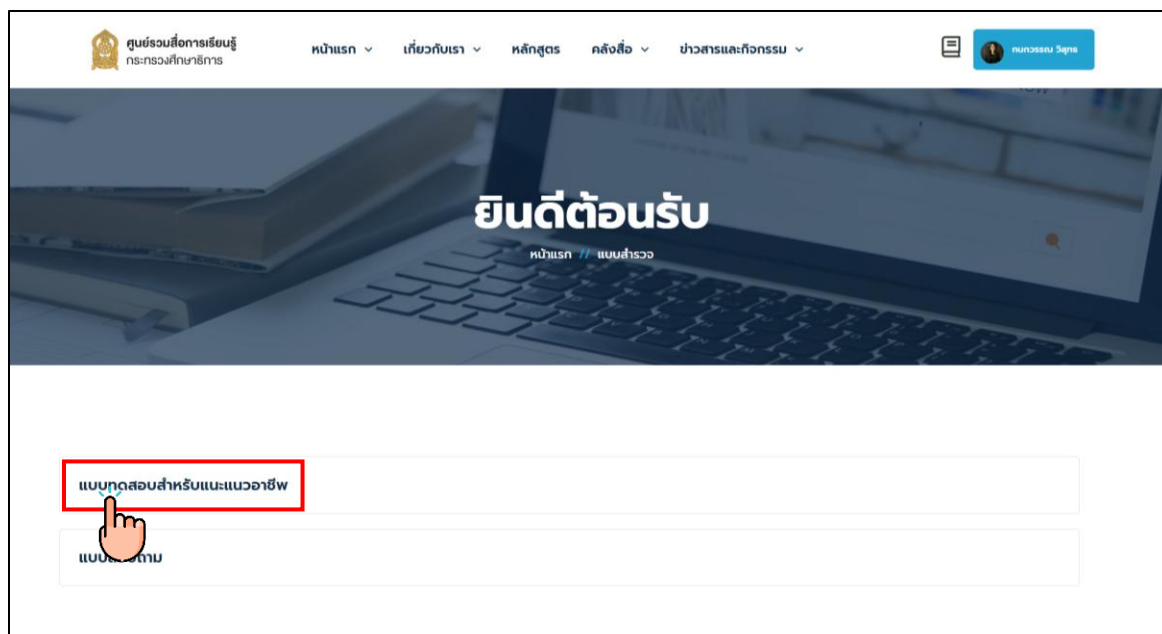 ศูนย์รวมสื่อการเรียนรู้
กระทรวงศึกษาธิการ
หน้าแรก เกี่ยวกับเรา หลักสูตร คลังสื่อ ข่าวสารและกิจกรรม
ยินดีต้อนรับ
หน้าแรก // แบบสำรวจ
แบบทดสอบสำหรับแนะแนวอาชีพ